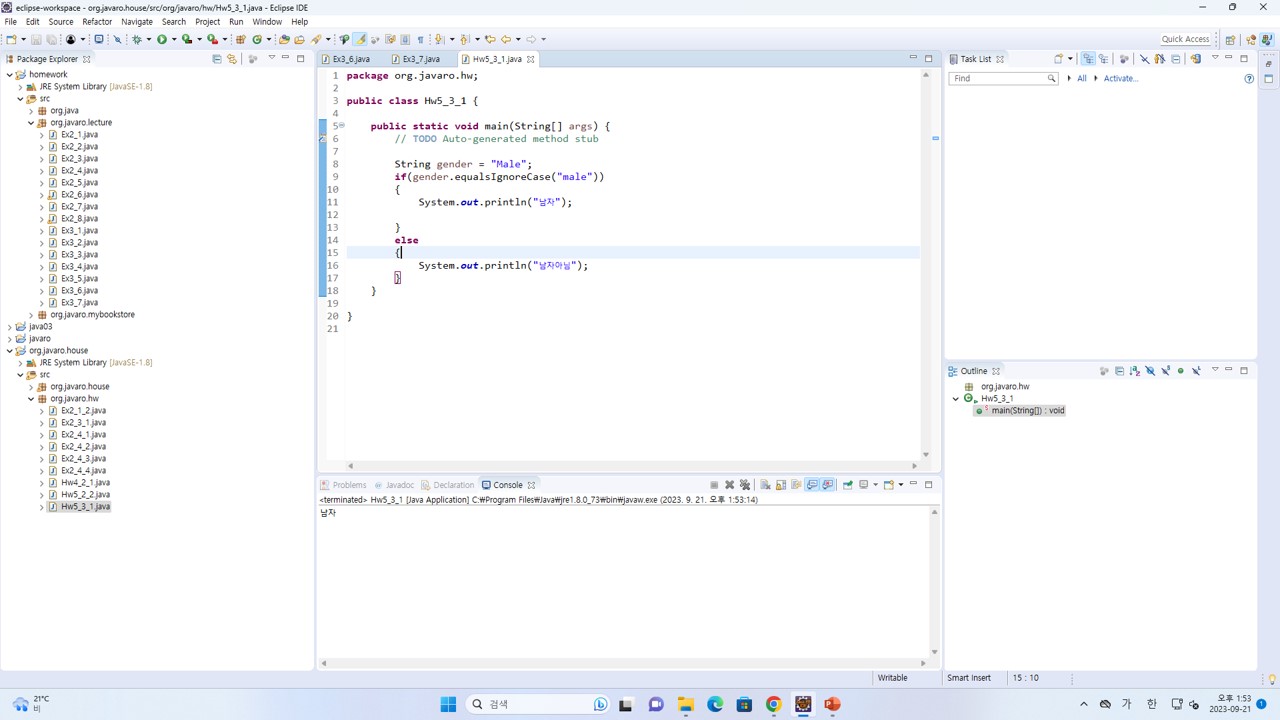 eclipse-workspace - org.javaro.house/src/org/javaro/hw/Hw5_3_1.java - Eclipse IDE
File Edit Source Refactor Navigate Search Project Run Window Help
Quick Access
Package Explorer
homework
JRE System Library [JavaSE-1.8]
src
org.java
org.javaro.lecture
Ex2_1.java
Ex2_2.java
Ex2_3.java
Ex2_4.java
Ex2_5.java
Ex2_6.java
Ex2_7.java
Ex2_8.java
Ex3_1.java
Ex3_2.java
Ex3_3.java
Ex3_4.java
Ex3_5.java
Ex3_6.java
Ex3_7.java
org.javaro.mybookstore
java03
javaro
org.javaro.house
JRE System Library [JavaSE-1.8]
src
org.javaro.house
org.javaro.hw
Ex2_1_2.java
Ex2_3_1.java
Ex2_4_1.java
Ex2_4_2.java
Ex2_4_3.java
Ex2_4_4.java
Hw4_2_1.java
Hw5_2_2.java
Hw5_3_1.java
Ex3_6.java Ex3_7.java Hw5_3_1.java
1 package org.javaro.hw;
2
3 public class Hw5_3_1 {
4
5 public static void main(String[] args) {
6 // TODO Auto-generated method stub
7
8 String gender = "Male";
9 if(gender.equalsIgnoreCase("male"))
10 {
11 System.out.println("남자");
12
13 }
14 else
15 {
16 System.out.println("남자아님");
17 }
18 }
19
20 }
21
Task List
Find All Activate...
Outline
org.javaro.hw
Hw5_3_1
main(String[]) : void
Problems Javadoc Declaration Console
<terminated> Hw5_3_1 [Java Application] C:₩Program Files₩Java₩jre1.8.0_73₩bin₩javaw.exe (2023. 9. 21. 오후 1:53:14)
남자
Writable Smart Insert 15 : 10
21°C
비
검색
가 한
오후 1:53
2023-09-21